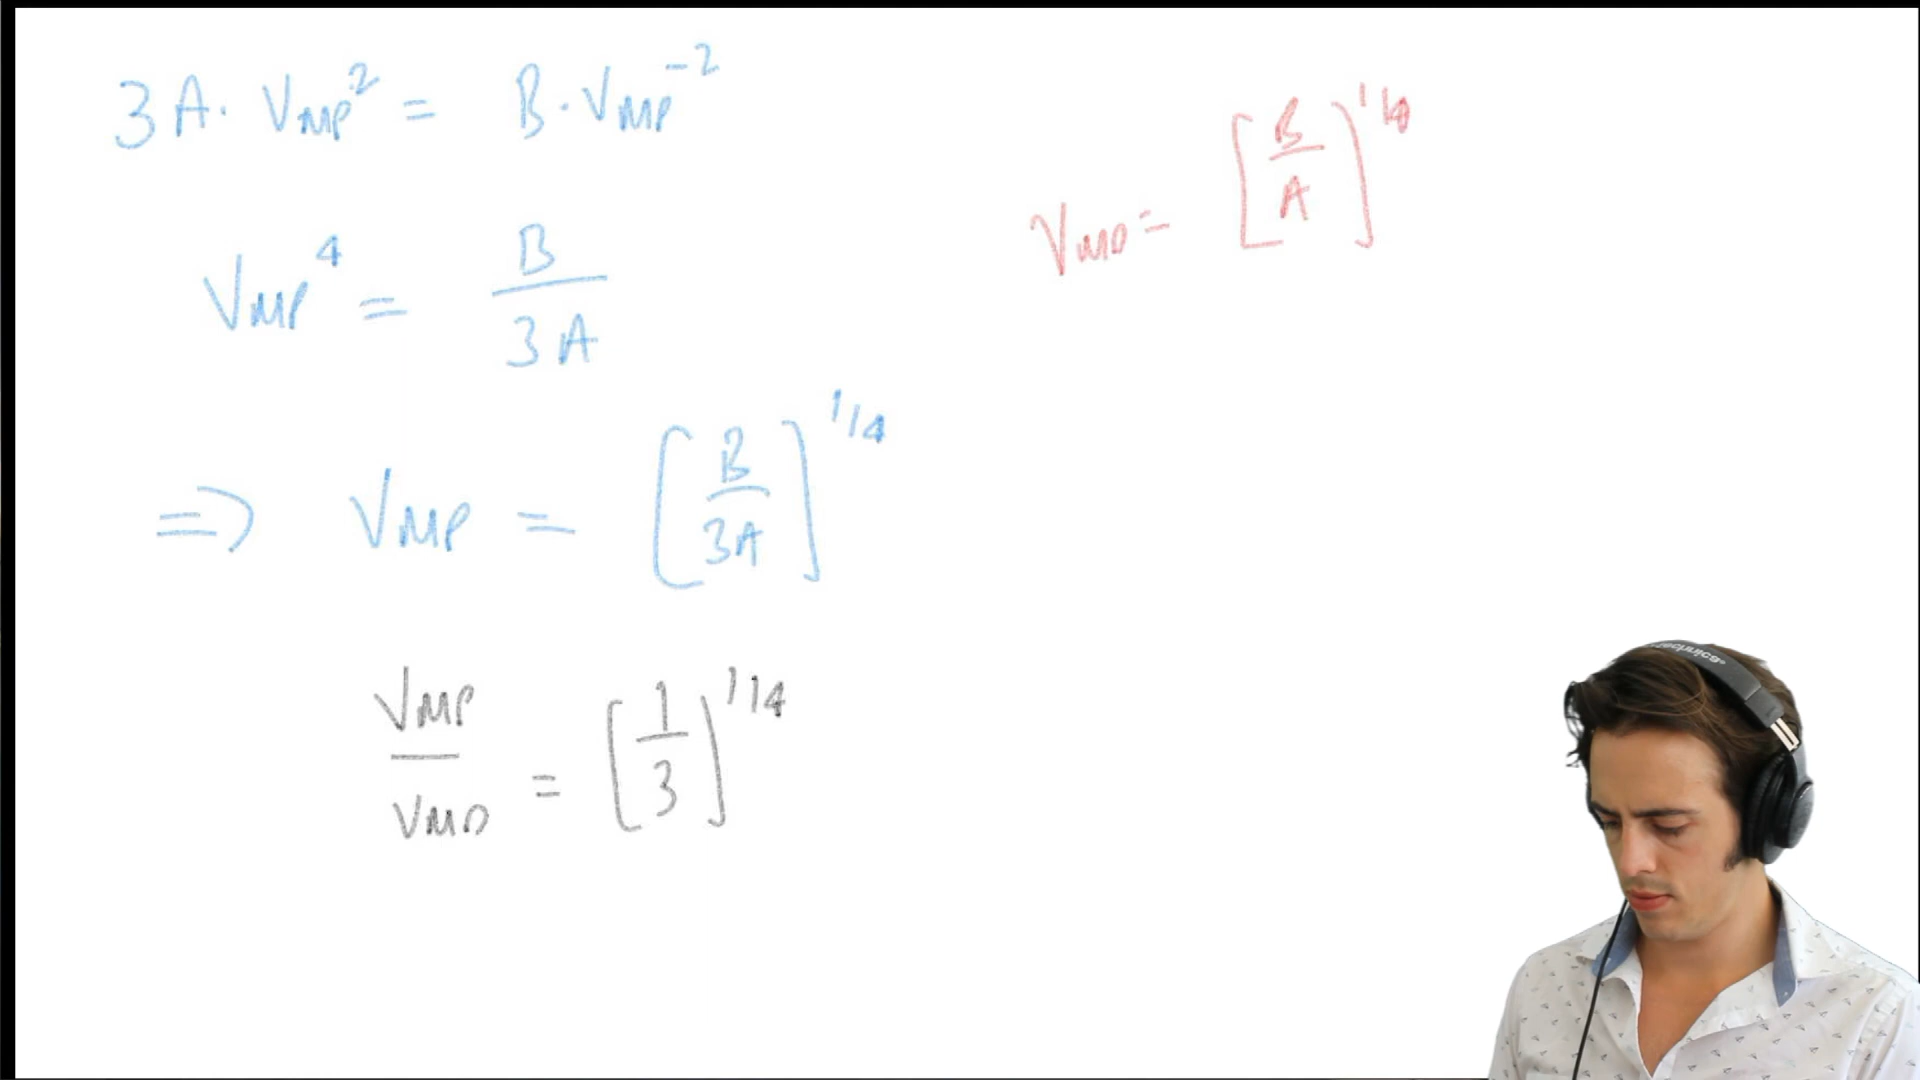 3A · V_MP^2 = B · V_MP^-2
V_MD = [B/A]^1/4
V_MP^4 = B/3A
⇒ V_MP = [B/3A]^1/4
V_MP/V_MD = [1/3]^1/4